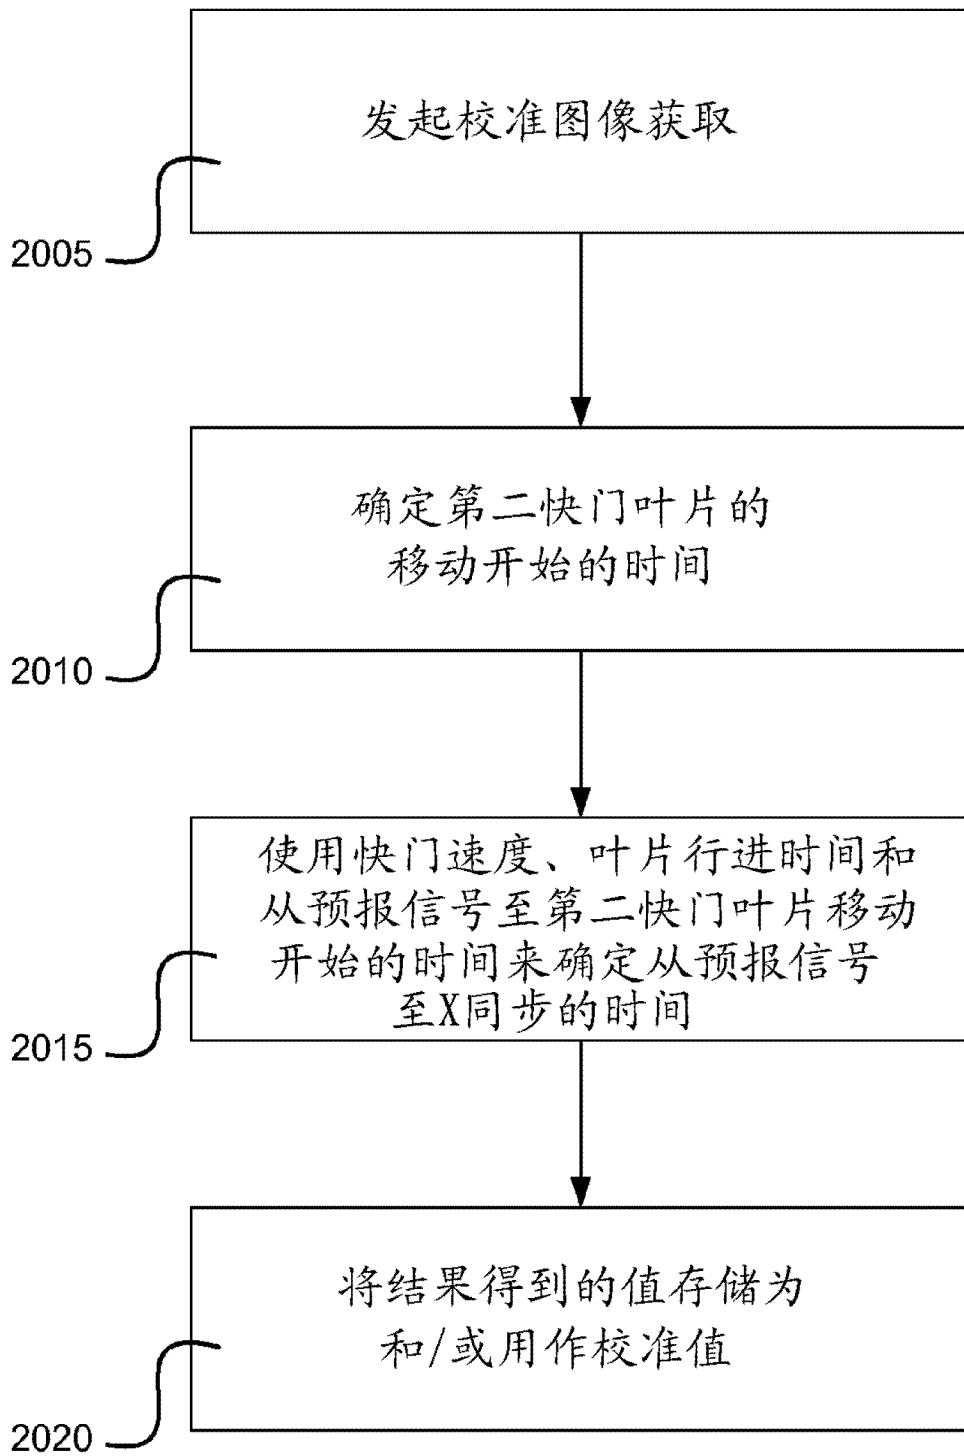 发起校准图像获取
2005
确定第二快门叶片的
移动开始的时间
2010
使用快门速度、叶片行进时间和
从预报信号至第二快门叶片移动
开始的时间来确定从预报信号
至X同步的时间
2015
将结果得到的值存储为
和/或用作校准值
2020